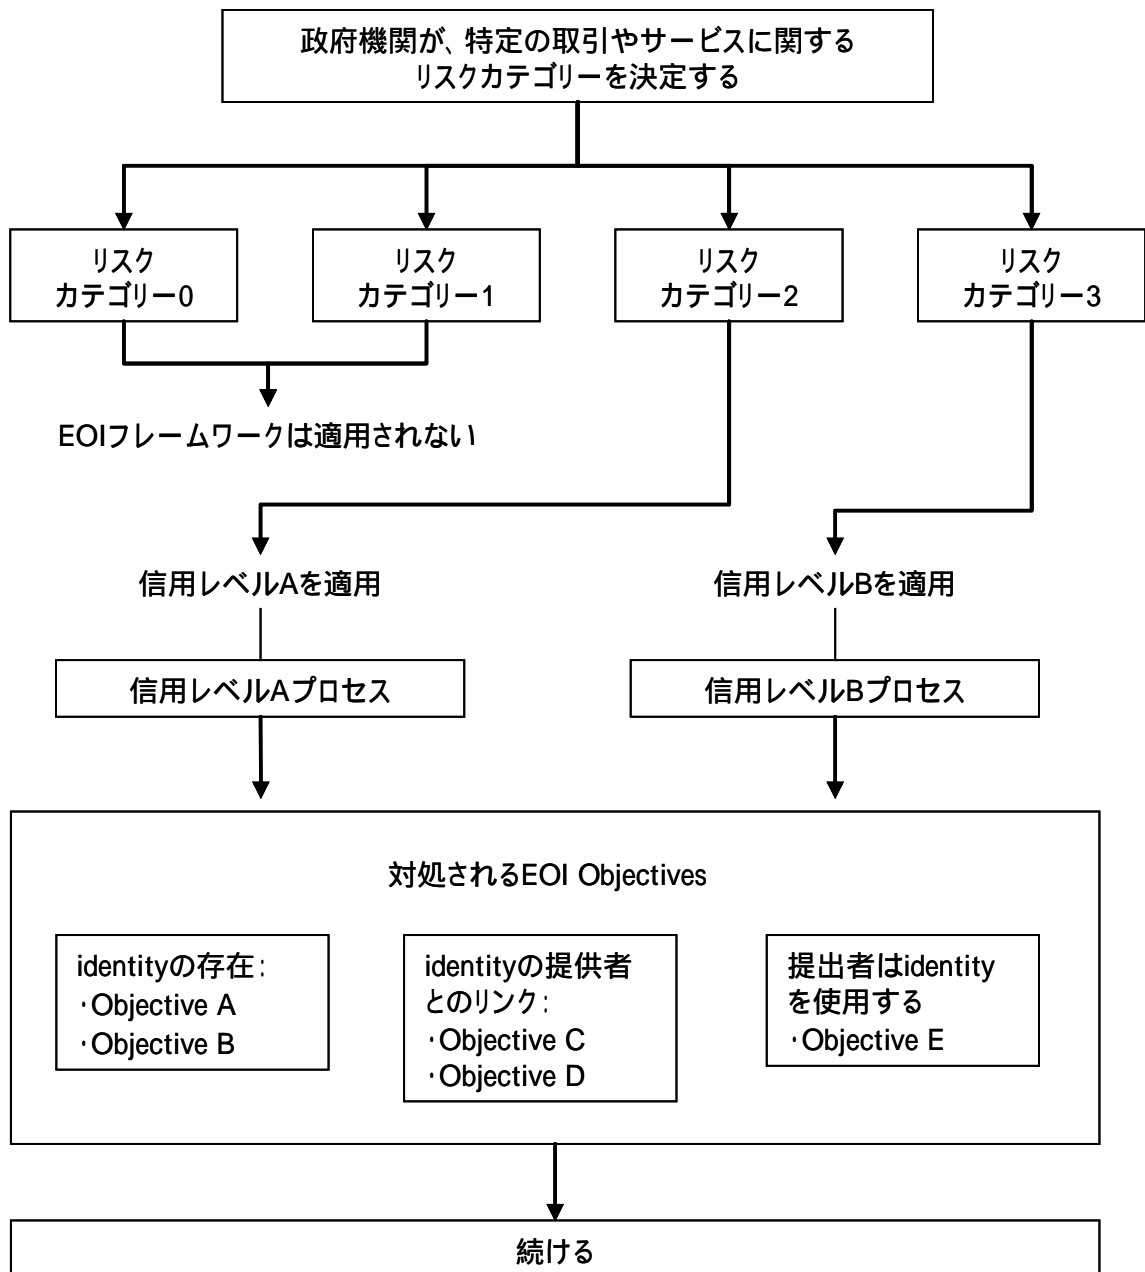 政府機関が、特定の取引やサービスに関する
リスクカテゴリーを決定する
リスク
カテゴリー0
リスク
カテゴリー1
リスク
カテゴリー2
リスク
カテゴリー3
EOIフレームワークは適用されない
信用レベルAを適用
信用レベルBを適用
信用レベルAプロセス
信用レベルBプロセス
対処されるEOI Objectives
identityの存在:
・Objective A
・Objective B
identityの提供者
とのリンク:
・Objective C
・Objective D
提出者はidentity
を使用する
・Objective E
続ける